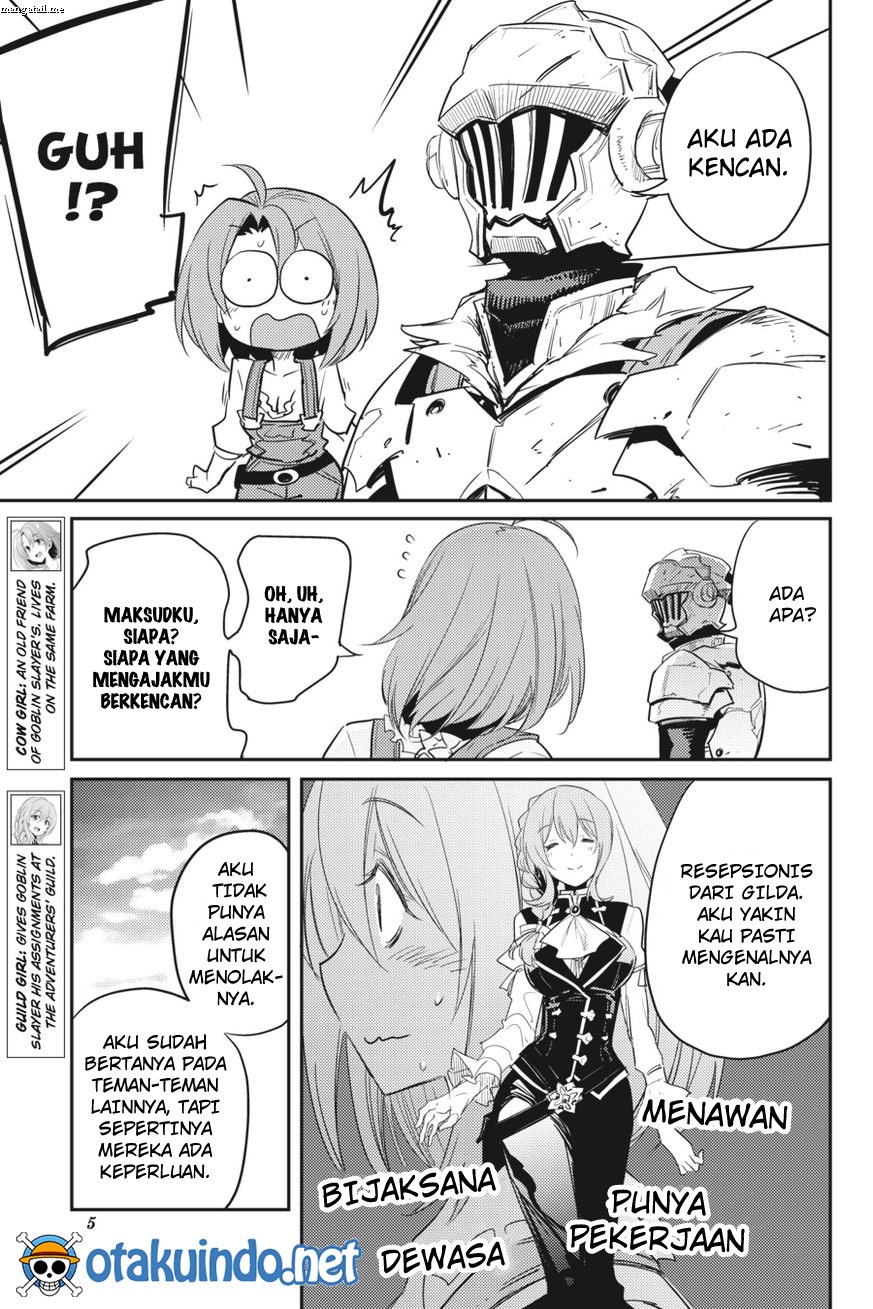 mangatail.me
AKU ADA
KENCAN.
GUH
!?
ADA
APA?
OH, UH,
HANYA
SAJA-
MAKSUDKU,
SIAPA?
SIAPA YANG
MENGAJAKMU
BERKENCAN?
COW GIRL: AN OLD FRIEND
OF GOBLIN SLAYER'S. LIVES
ON THE SAME FARM.
RESEPSIONIS
DARI GILDA.
AKU YAKIN
KAU PASTI
MENGENALNYA
KAN.
MENAWAN
BIJAKSANA
PUNYA
PEKERJAAN
DEWASA
AKU
TIDAK
PUNYA
ALASAN
UNTUK
MENOLAK-
NYA.
AKU SUDAH
BERTANYA PADA
TEMAN-TEMAN
LAINNYA, TAPI
SEPERTINYA
MEREKA ADA
KEPERLUAN.
GUILD GIRL: GIVES GOBLIN
SLAYER HIS ASSIGNMENTS AT
THE ADVENTURERS' GUILD.
5
otakuindo.net